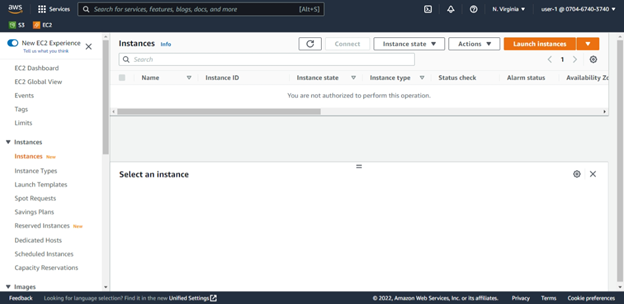 aws
Services
Search for services, features, blogs, docs, and more
[Alt+S]
N. Virginia
user-1 @ 0704-6740-3740
S3
EC2
New EC2 Experience
Tell us what you think
EC2 Dashboard
EC2 Global View
Events
Tags
Limits
Instances
Instances New
Instance Types
Launch Templates
Spot Requests
Savings Plans
Reserved Instances New
Dedicated Hosts
Scheduled Instances
Capacity Reservations
Images
Instances Info
Connect
Instance state
Actions
Launch Instances
Search
1
Name
Instance ID
Instance state
Instance type
Status check
Alarm status
Availability Zo
You are not authorized to perform this operation.
Select an instance
Feedback
Looking for language selection? Find it in the new Unified Settings
© 2022, Amazon Web Services, Inc. or its affiliates.
Privacy
Terms
Cookie preferences